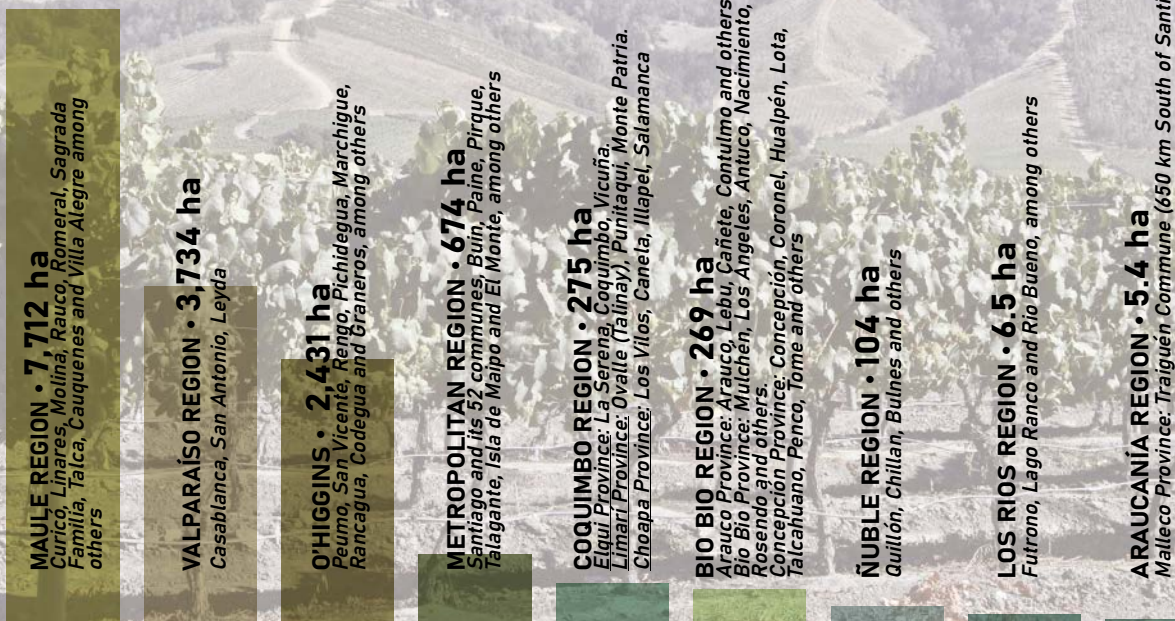 MAULE REGION • 7,712 ha
Curicó, Linares, Molina, Rauco, Romeral, Sagrada
Familia, Talca, Cauquenes and Villa Alegre among
others
VALPARAÍSO REGION • 3,734 ha
Casablanca, San Antonio, Leyda
O'HIGGINS • 2,431 ha
Peumo, San Vicente, Rengo, Pichidegua, Marchigue,
Rancagua, Codegua and Graneros, among others
METROPOLITAN REGION • 674 ha
Santiago and its 52 communes, Buin, Paine, Pirque,
Talagante, Isla de Maipo and El Monte, among others
COQUIMBO REGION • 275 ha
Elqui Province: La Serena, Coquimbo, Vicuña.
Limarí Province: Ovalle (Talinay), Punitaqui, Monte Patria.
Choapa Province: Los Vilos, Canela, Illapel, Salamanca
BIO BIO REGION • 269 ha
Arauco Province: Arauco, Lebu, Cañete, Contulmo and others
Bio Bio Province: Mulchén, Los Ángeles, Antuco, Nacimiento,
Rosendo and others.
Concepción Province: Concepción, Coronel, Hualpén, Lota,
Talcahuano, Penco, Tome and others
ÑUBLE REGION • 104 ha
Quillón, Chillan, Bulnes and others
LOS RIOS REGION • 6.5 ha
Futrono, Lago Ranco and Rio Bueno, among others
ARAUCANÍA REGION • 5.4 ha
Malleco Province: Traiguén Commune (650 km South of Santi